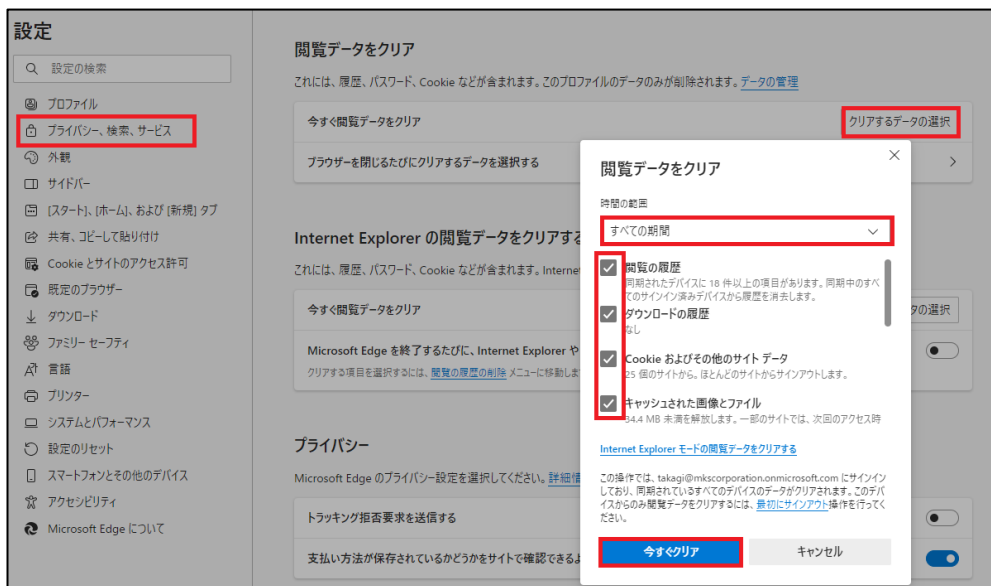 設定
設定の検索
プロファイル
プライバシー、検索、サービス
外観
サイドバー
[スタート]、[ホーム]、および [新規] タブ
共有、コピーして貼り付け
Cookie とサイトのアクセス許可
既定のブラウザー
ダウンロード
ファミリー セーフティ
言語
プリンター
システムとパフォーマンス
設定のリセット
スマートフォンとその他のデバイス
アクセシビリティ
Microsoft Edge について
閲覧データをクリア
これには、履歴、パスワード、Cookie などが含まれます。このプロファイルのデータのみが削除されます。データの管理
今すぐ閲覧データをクリア
クリアするデータの選択
ブラウザーを閉じるたびにクリアするデータを選択する
Internet Explorer の閲覧データをクリアする
これには、履歴、パスワード、Cookie などが含まれます。Internet
今すぐ閲覧データをクリア
タの選択
Microsoft Edge を終了するたびに、Internet Explorer や
クリアする項目を選択するには、閲覧の履歴の削除 メニューに移動しま
プライバシー
Microsoft Edge のプライバシー設定を選択してください。詳細情
トラッキング拒否要求を送信する
支払い方法が保存されているかどうかをサイトで確認できるよ
閲覧データをクリア
時間の範囲
すべての期間
閲覧の履歴
同期されたデバイスに 18 件以上の項目があります。同期中のすべ
てのサインイン済みデバイスから履歴を消去します。
ダウンロードの履歴
なし
Cookie およびその他のサイト データ
25 個のサイトから。ほとんどのサイトからサインアウトします。
キャッシュされた画像とファイル
34.4 MB 未満を解放します。一部のサイトでは、次回のアクセス時
Internet Explorer モードの閲覧データをクリアする
この操作では、takagi@mkscorporation.onmicrosoft.com にサインイン
しており、同期されているすべてのデバイスのデータがクリアされます。このデバ
イスからのみ閲覧データをクリアするには、最初にサインアウト操作を行ってく
ださい。
今すぐクリア
キャンセル